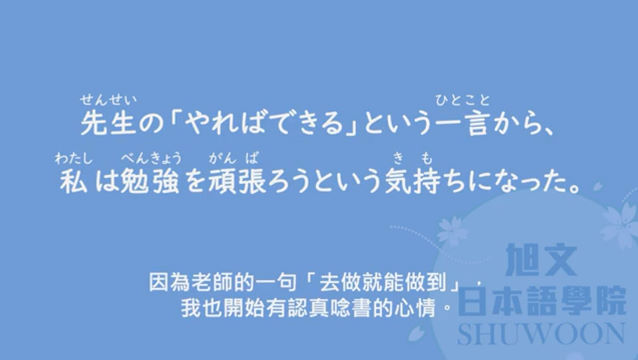 せんせい ひとこと
先生の「やればできる」という一言から、
わたし べんきょう がんば きも
私は勉強を頑張ろうという気持ちになった。
因為老師的一句「去做就能做到」，
我也開始有認真唸書的心情。
旭文
日本語學院
SHUWOON